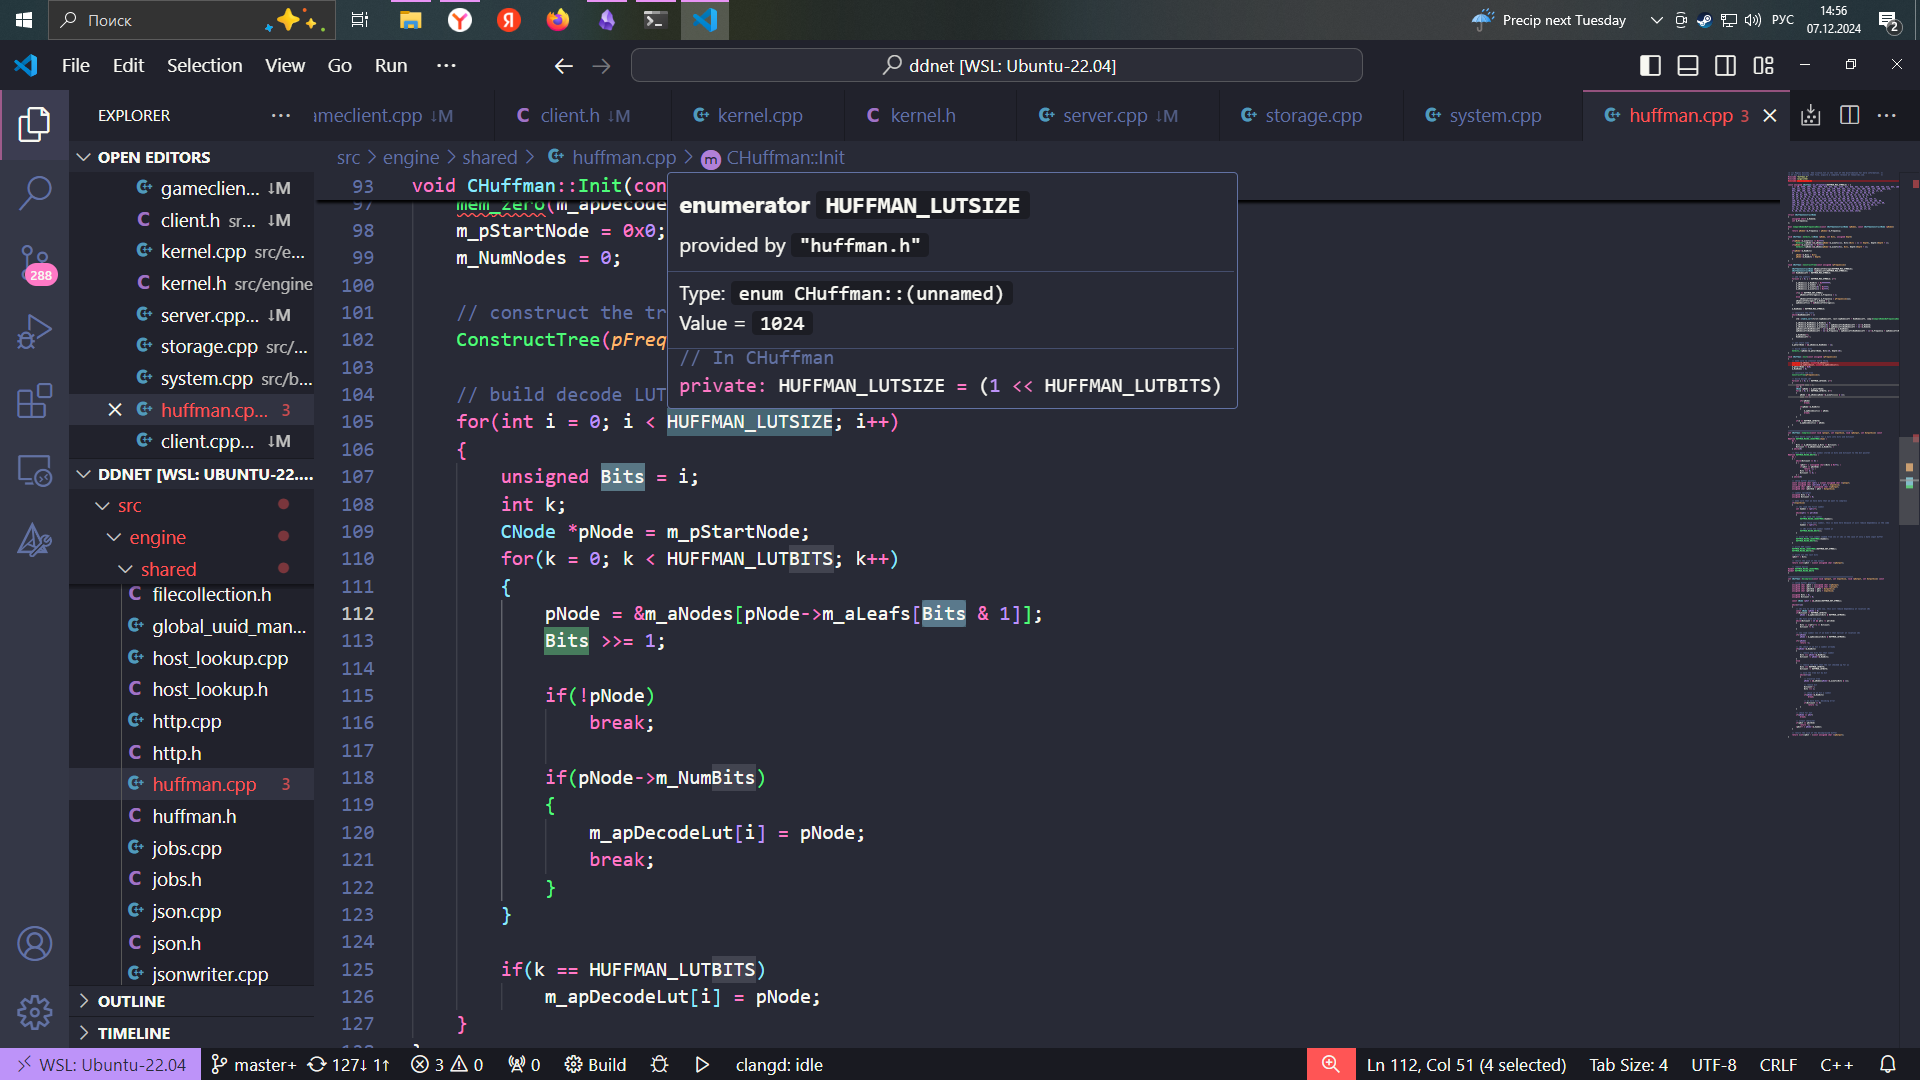 Поиск
Precip next Tuesday
РУС
14:56
07.12.2024
2
File Edit Selection View Go Run ···
ddnet [WSL: Ubuntu-22.04]
EXPLORER
ameclient.cpp ↓M
client.h ↓M
kernel.cpp
kernel.h
server.cpp ↓M
storage.cpp
system.cpp
huffman.cpp 3
OPEN EDITORS
gameclien... ↓M
client.h sr... ↓M
kernel.cpp src/e...
kernel.h src/engine
server.cpp... ↓M
storage.cpp src/...
system.cpp src/b...
huffman.cp... 3
client.cpp... ↓M
288
DDNET [WSL: UBUNTU-22....
src
engine
shared
filecollection.h
global_uuid_man...
host_lookup.cpp
host_lookup.h
http.cpp
http.h
huffman.cpp 3
huffman.h
jobs.cpp
jobs.h
json.cpp
json.h
jsonwriter.cpp
OUTLINE
TIMELINE
src > engine > shared > huffman.cpp > CHuffman::Init
93 void CHuffman::Init(con
97 mem_zero(m_apDecode
98 m_pStartNode = 0x0;
99 m_NumNodes = 0;
100
101 // construct the tr
102 ConstructTree(pFreq
103
104 // build decode LUT
105 for(int i = 0; i < HUFFMAN_LUTSIZE; i++)
106 {
107 unsigned Bits = i;
108 int k;
109 CNode *pNode = m_pStartNode;
110 for(k = 0; k < HUFFMAN_LUTBITS; k++)
111 {
112 pNode = &m_aNodes[pNode->m_aLeafs[Bits & 1]];
113 Bits >>= 1;
114
115 if(!pNode)
116 break;
117
118 if(pNode->m_NumBits)
119 {
120 m_apDecodeLut[i] = pNode;
121 break;
122 }
123 }
124
125 if(k == HUFFMAN_LUTBITS)
126 m_apDecodeLut[i] = pNode;
127 }
enumerator HUFFMAN_LUTSIZE
provided by "huffman.h"
Type: enum CHuffman::(unnamed)
Value = 1024
// In CHuffman
private: HUFFMAN_LUTSIZE = (1 << HUFFMAN_LUTBITS)
WSL: Ubuntu-22.04
master+
127↓ 1↑
3
0
0
Build
clangd: idle
Ln 112, Col 51 (4 selected)
Tab Size: 4
UTF-8
CRLF
C++